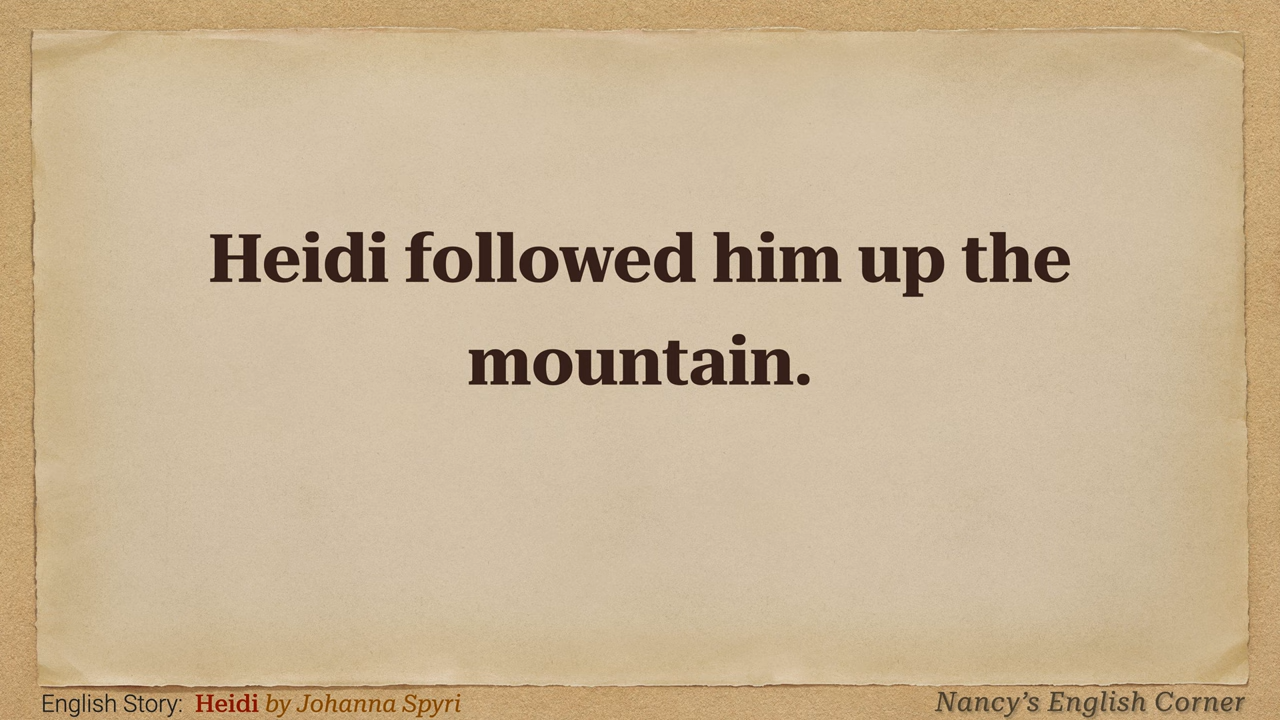 Heidi followed him up the
mountain.
English Story: Heidi by Johanna Spyri
Nancy’s English Corner